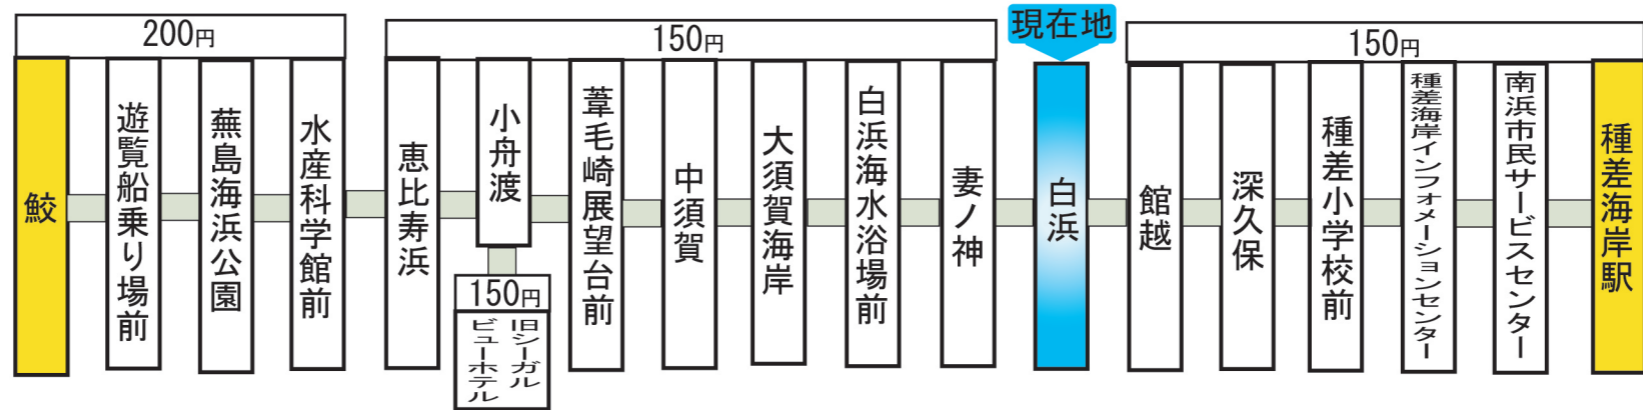 200円
150円
現在地
150円
鮫
遊覧船乗り場前
蕪島海浜公園
水産科学館前
恵比寿浜
小舟渡
150円
旧シーガル
ビューホテル
葦毛崎展望台前
中須賀
大須賀海岸
白浜海水浴場前
妻ノ神
白浜
館越
深久保
種差小学校前
種差海岸インフォメーションセンター
南浜市民サービスセンター
種差海岸駅